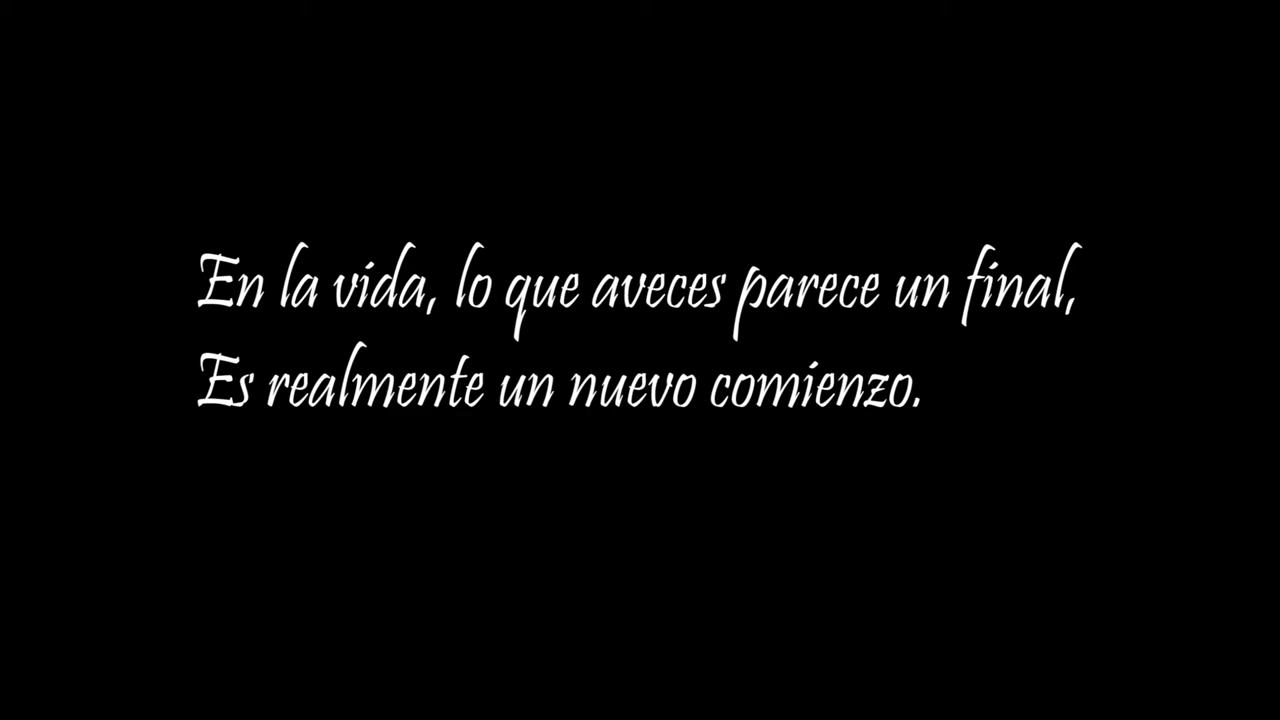 En la vida, lo que aveces parece un final,
Es realmente un nuevo comienzo.